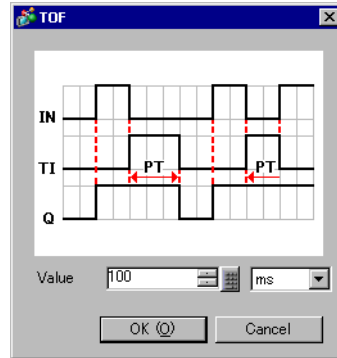 TOF
IN
TI
PT
PT
Q
Value
100
ms
OK (O)
Cancel